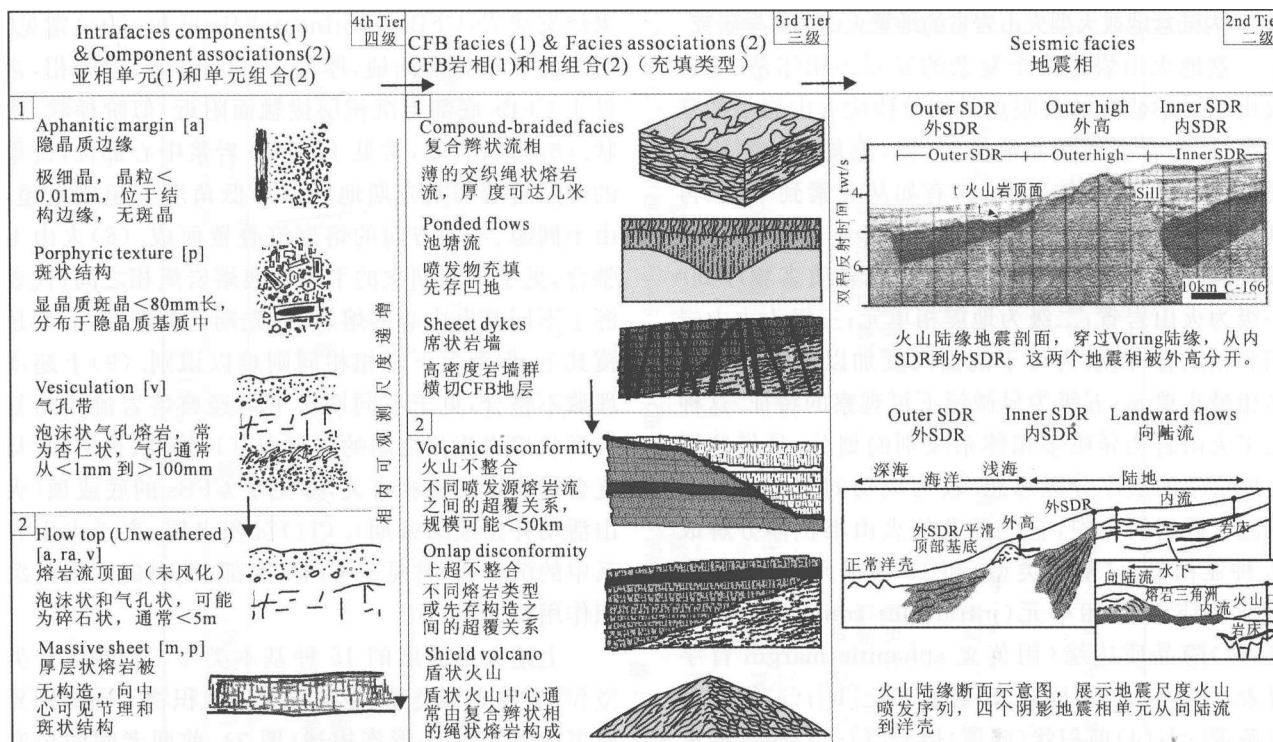 Intrafacies components(1)
& Component associations(2)
亚相单元(1)和单元组合(2)
4th Tier
四级
CFB facies (1) & Facies associations (2)
CFB岩相(1)和相组合(2)（充填类型）
3rd Tier
三级
Seismic facies
地震相
2nd Tier
二级
1
Aphanitic margin [a]
隐晶质边缘
极细晶，晶粒<
0.01mm，位于结
构边缘，无斑晶
Porphyric texture [p]
斑状结构
显晶质斑晶<80mm长，
分布于隐晶质基质中
Vesiculation [v]
气孔带
泡沫状气孔熔岩，常
为杏仁状，气孔通常
从<1mm到>100mm
2
Flow top (Unweathered )
[a, ra, v]
熔岩流顶面（未风化）
泡沫状和气孔状，可能
为碎石状，通常<5m
Massive sheet [m, p]
厚层状熔岩被
无构造，向中
心可见节理和
斑状结构
相内可观测尺度递增
1
Compound-braided facies
复合辫状流相
薄的交织绳状熔岩
流，厚度可达几千米
Ponded flows
池塘流
喷发物充填
先存凹地
Sheeet dykes
席状岩墙
高密度岩墙群
横切CFB地层
2
Volcanic disconformity
火山不整合
不同喷发源熔岩流
之间的超覆关系，
规模可能<50km
Onlap disconformity
上超不整合
不同熔岩类型
或先存构造之
间的超覆关系
Shield volcamo
盾状火山
盾状火山中心通
常由复合辫状相
的绳状熔岩构成
Outer SDR
外SDR
Outer high
外高
Inner SDR
内SDR
Outer SDR
Outer high
Inner SDR
双程反射时间 twt/s
t 火山岩顶面
Sill
6
10km C-166
火山陆缘地震剖面，穿过Voring陆缘，从内
SDR到外SDR，这两个地震相被外高分开。
Outer SDR
外SDR
Inner SDR
内SDR
Landward flows
向陆流
深海
海洋
浅海
陆地
外SDR
内流
外SDR/平滑
顶部基底
外高
岩床
正常洋壳
水下
向陆流
熔岩三角洲
内流
火山口
岩床
火山陆缘断面示意图，展示地震尺度火山
喷发序列，四个阴影地震相单元从向陆流
到洋壳